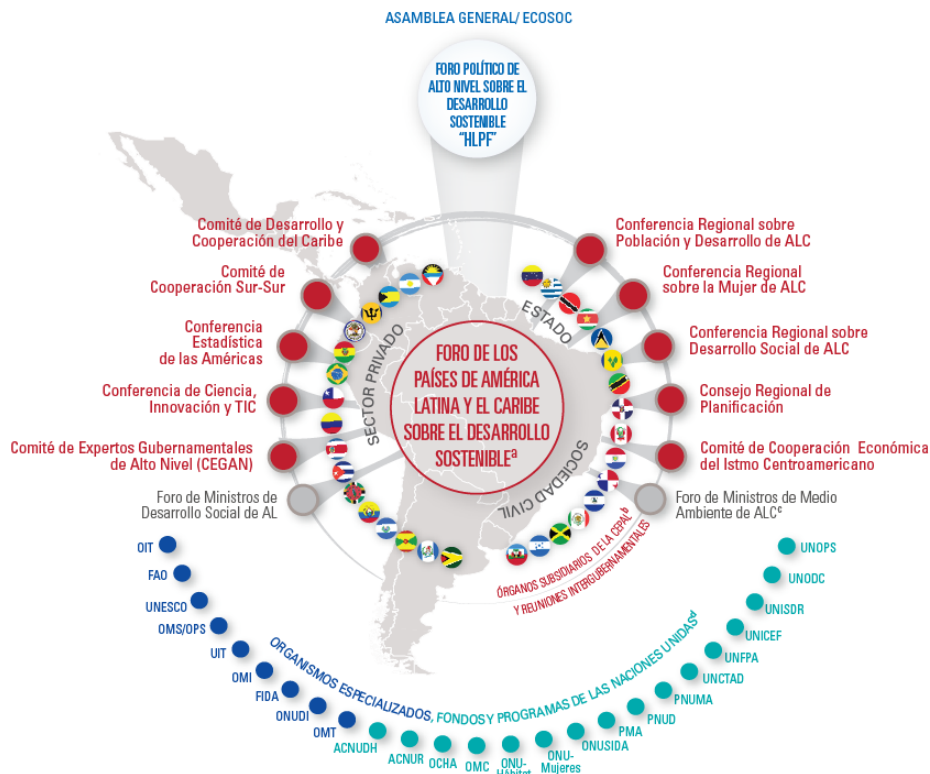 ASAMBLEA GENERAL/ ECOSOC
FORO POLÍTICO DE
ALTO NIVEL SOBRE EL
DESARROLLO
SOSTENIBLE
“HLPF”
Comité de Desarrollo y
Cooperación del Caribe
Comité de
Cooperación Sur-Sur
Conferencia
Estadística
de las Américas
Conferencia de Ciencia,
Innovación y TIC
Comité de Expertos Gubernamentales
de Alto Nivel (CEGAN)
Foro de Ministros de
Desarrollo Social de AL
Conferencia Regional sobre
Población y Desarrollo de ALC
Conferencia Regional
sobre la Mujer de ALC
Conferencia Regional sobre
Desarrollo Social de ALC
Consejo Regional de
Planificación
Comité de Cooperación Económica
del Istmo Centroamericano
Foro de Ministros de Medio
Ambiente de ALCᶜ
SECTOR PRIVADO
ESTADO
SOCIEDAD CIVIL
FORO DE LOS
PAÍSES DE AMÉRICA
LATINA Y EL CARIBE
SOBRE EL DESARROLLO
SOSTENIBLEᵃ
ÓRGANOS SUBSIDIARIOS DE LA CEPALᵇ
Y REUNIONES INTERGUBERNAMENTALES
ORGANISMOS ESPECIALIZADOS, FONDOS Y PROGRAMAS DE LAS NACIONES UNIDASᵈ
OIT
FAO
UNESCO
OMS/OPS
UIT
OMI
FIDA
ONUDI
OMT
ACNUDH
ACNUR
OCHA
OMC
ONU-
Hábitat
ONU-
Mujeres
ONUSIDA
PMA
PNUD
PNUMA
UNCTAD
UNFPA
UNICEF
UNISDR
UNODC
UNOPS